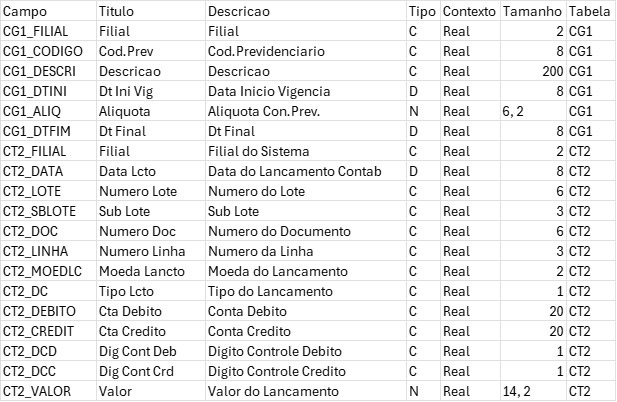 Campo Titulo Descricao Tipo Contexto Tamanho Tabela
CG1_FILIAL Filial Filial C Real 2 CG1
CG1_CODIGO Cod.Prev Cod.Previdenciario C Real 8 CG1
CG1_DESCRI Descricao Descricao C Real 200 CG1
CG1_DTINI Dt Ini Vig Data Inicio Vigencia D Real 8 CG1
CG1_ALIQ Aliquota Aliquota Con.Prev. N Real 6, 2 CG1
CG1_DTFIM Dt Final Dt Final D Real 8 CG1
CT2_FILIAL Filial Filial do Sistema C Real 2 CT2
CT2_DATA Data Lcto Data do Lancamento Contab D Real 8 CT2
CT2_LOTE Numero Lote Numero do Lote C Real 6 CT2
CT2_SBLOTE Sub Lote Sub Lote C Real 3 CT2
CT2_DOC Numero Doc Numero do Documento C Real 6 CT2
CT2_LINHA Numero Linha Numero da Linha C Real 3 CT2
CT2_MOEDLC Moeda Lancto Moeda do Lancamento C Real 2 CT2
CT2_DC Tipo Lcto Tipo do Lancamento C Real 1 CT2
CT2_DEBITO Cta Debito Conta Debito C Real 20 CT2
CT2_CREDIT Cta Credito Conta Credito C Real 20 CT2
CT2_DCD Dig Cont Deb Digito Controle Debito C Real 1 CT2
CT2_DCC Dig Cont Crd Digito Controle Credito C Real 1 CT2
CT2_VALOR Valor Valor do Lancamento N Real 14, 2 CT2